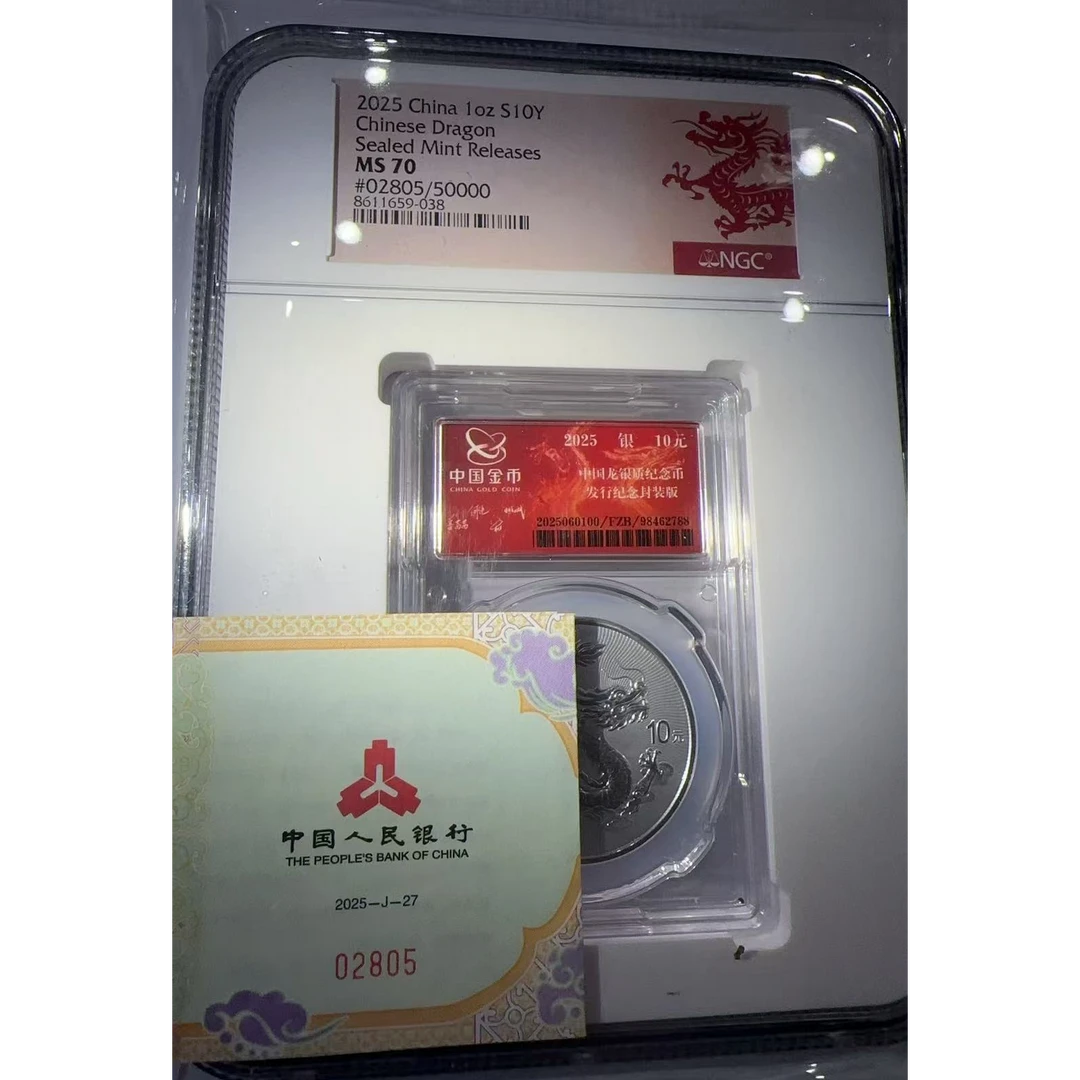 2025 China 1oz S10Y
Chinese Dragon
Sealed Mint Releases
MS 70
#02805/50000
8611659-038
NGC®
中国金币
CHINA GOLD COIN
2025 银 10元
中国龙银质纪念币
发行纪念封装版
2025060100/FZR/98462788
10元
中国人民银行
THE PEOPLE'S BANK OF CHINA
2025-J-27
02805